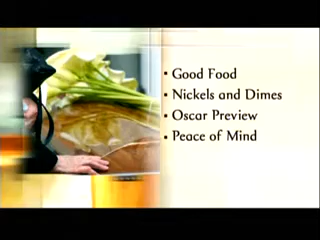 • Good Food
• Nickels and Dimes
• Oscar Preview
• Peace of Mind